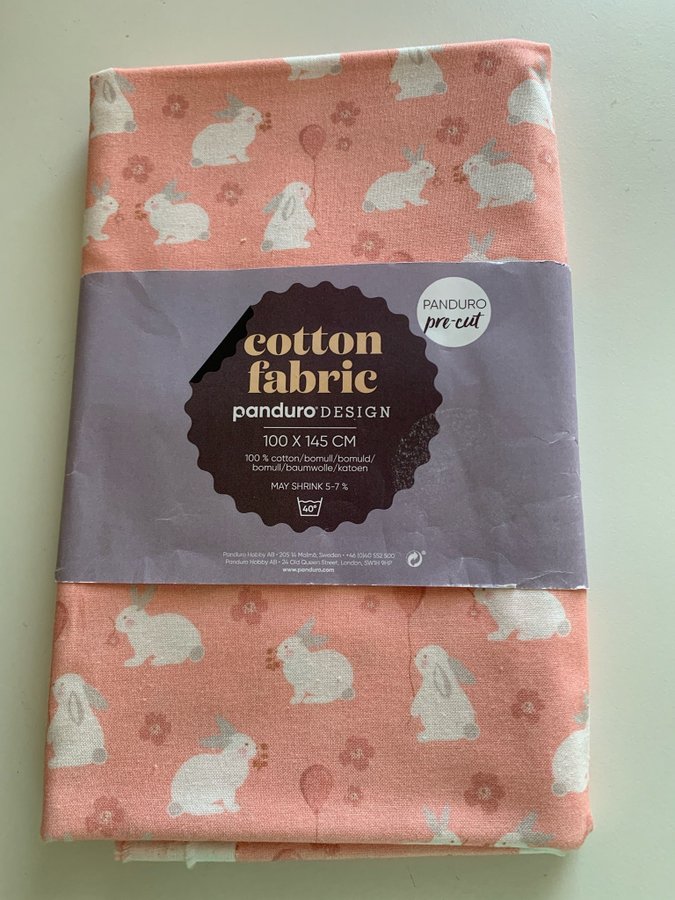 PANDURO
pre-cut
cotton
fabric
panduro® DESIGN
100 X 145 CM
100 % cotton/bomull/bomuld/
bomull/baumwolle/katoen
MAY SHRINK 5-7 %
40°
Panduro Hobby AB • 205 14 Malmö, Sweden • +46 (0)40 552 500
Panduro Hobby AB • 24 Old Queen Street, London, SW1H 9HP
www.panduro.com